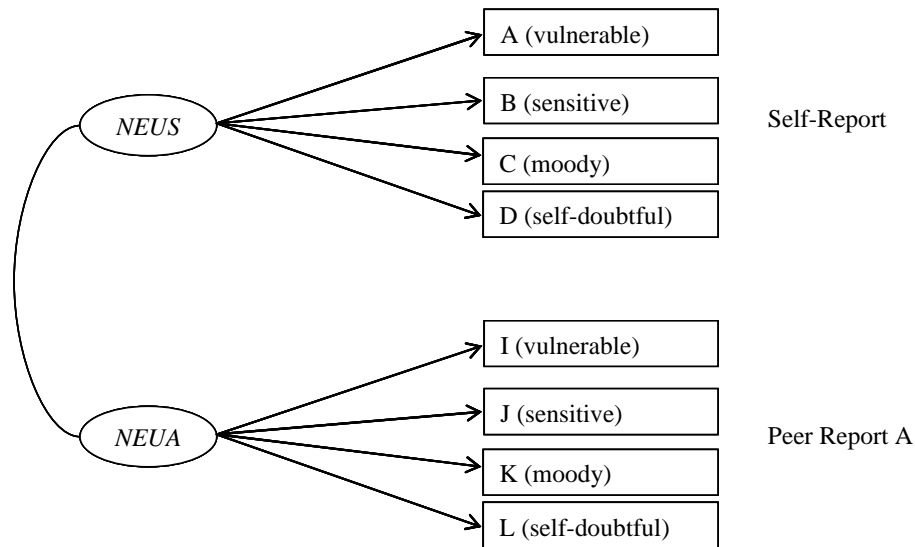 A (vulnerable)
NEUS
B (sensitive)
Self-Report
C (moody)
D (self-doubtful)
I (vulnerable)
NEUA
J (sensitive)
Peer Report A
K (moody)
L (self-doubtful)